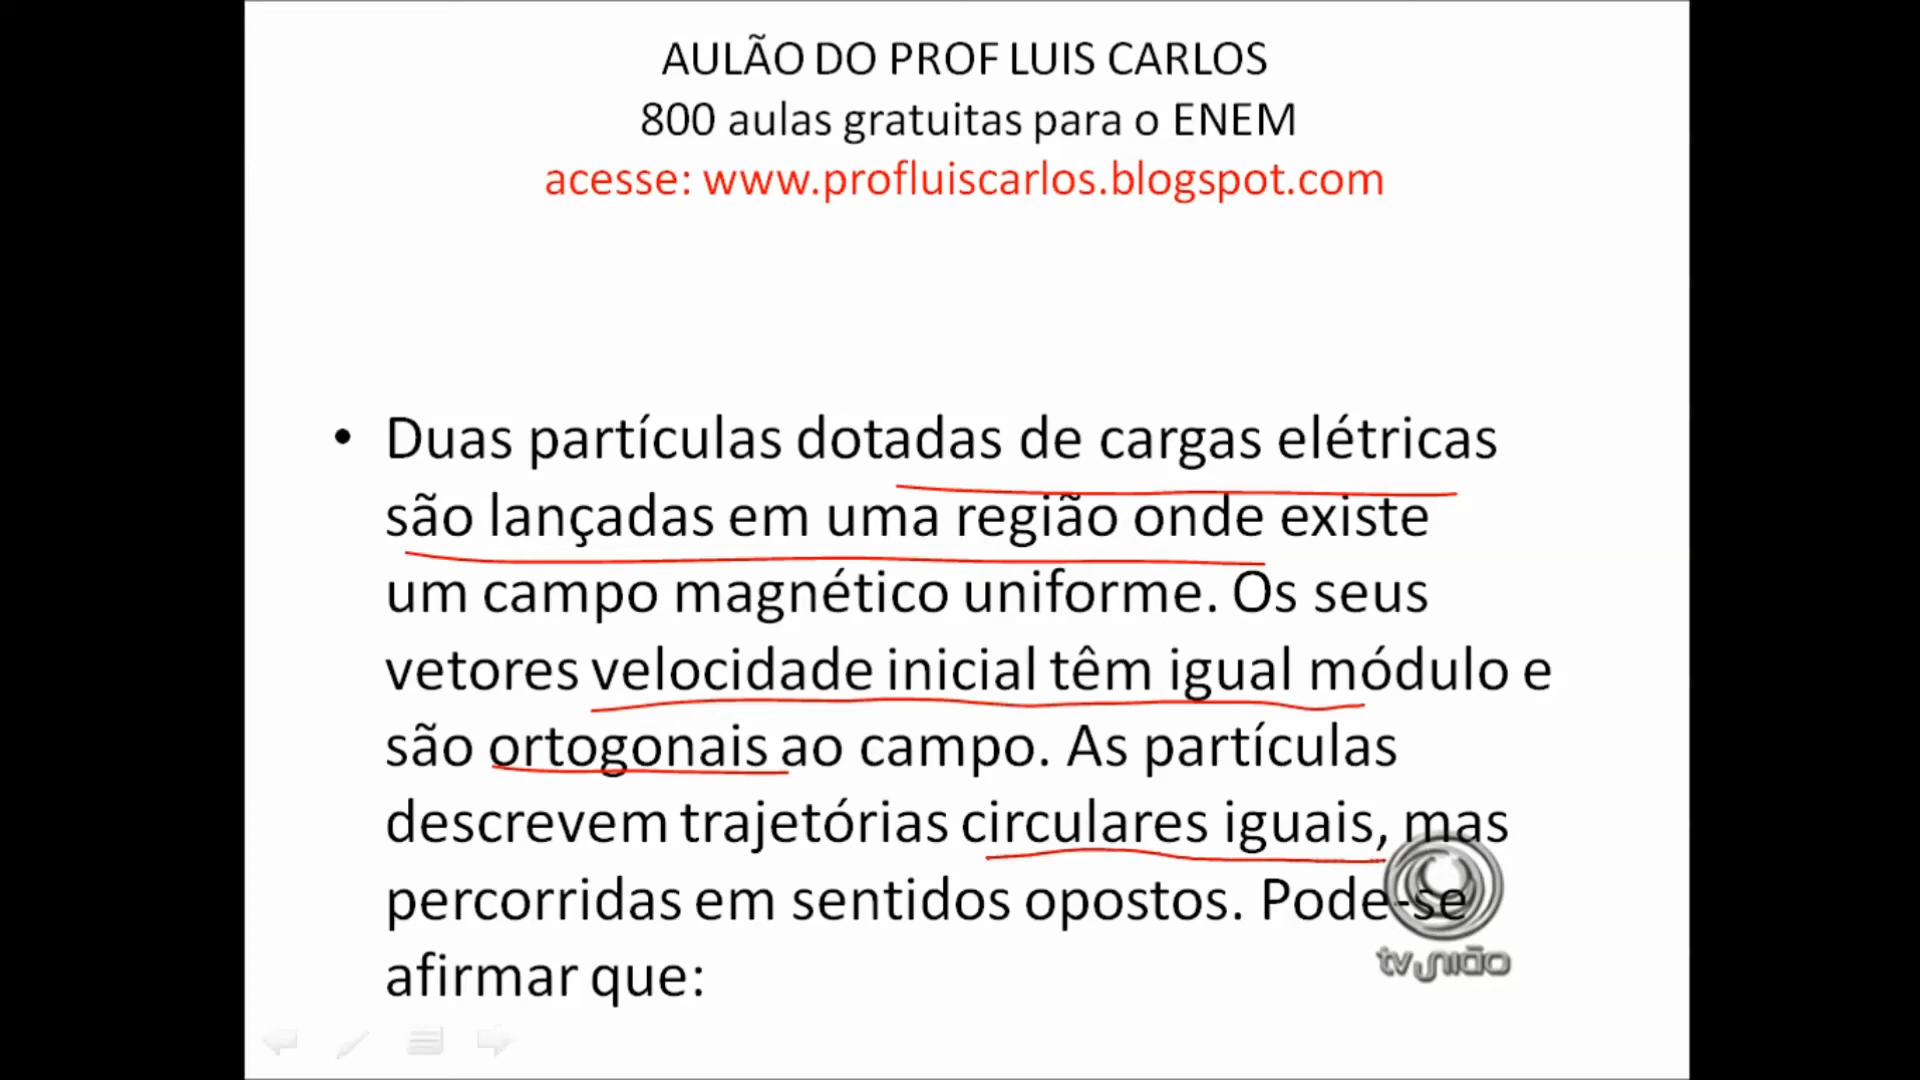 AULÃO DO PROF LUIS CARLOS
800 aulas gratuitas para o ENEM
acesse: www.profluiscarlos.blogspot.com
• Duas partículas dotadas de cargas elétricas
são lançadas em uma região onde existe
um campo magnético uniforme. Os seus
vetores velocidade inicial têm igual módulo e
são ortogonais ao campo. As partículas
descrevem trajetórias circulares iguais, mas
percorridas em sentidos opostos. Pode-se
afirmar que:
tv união